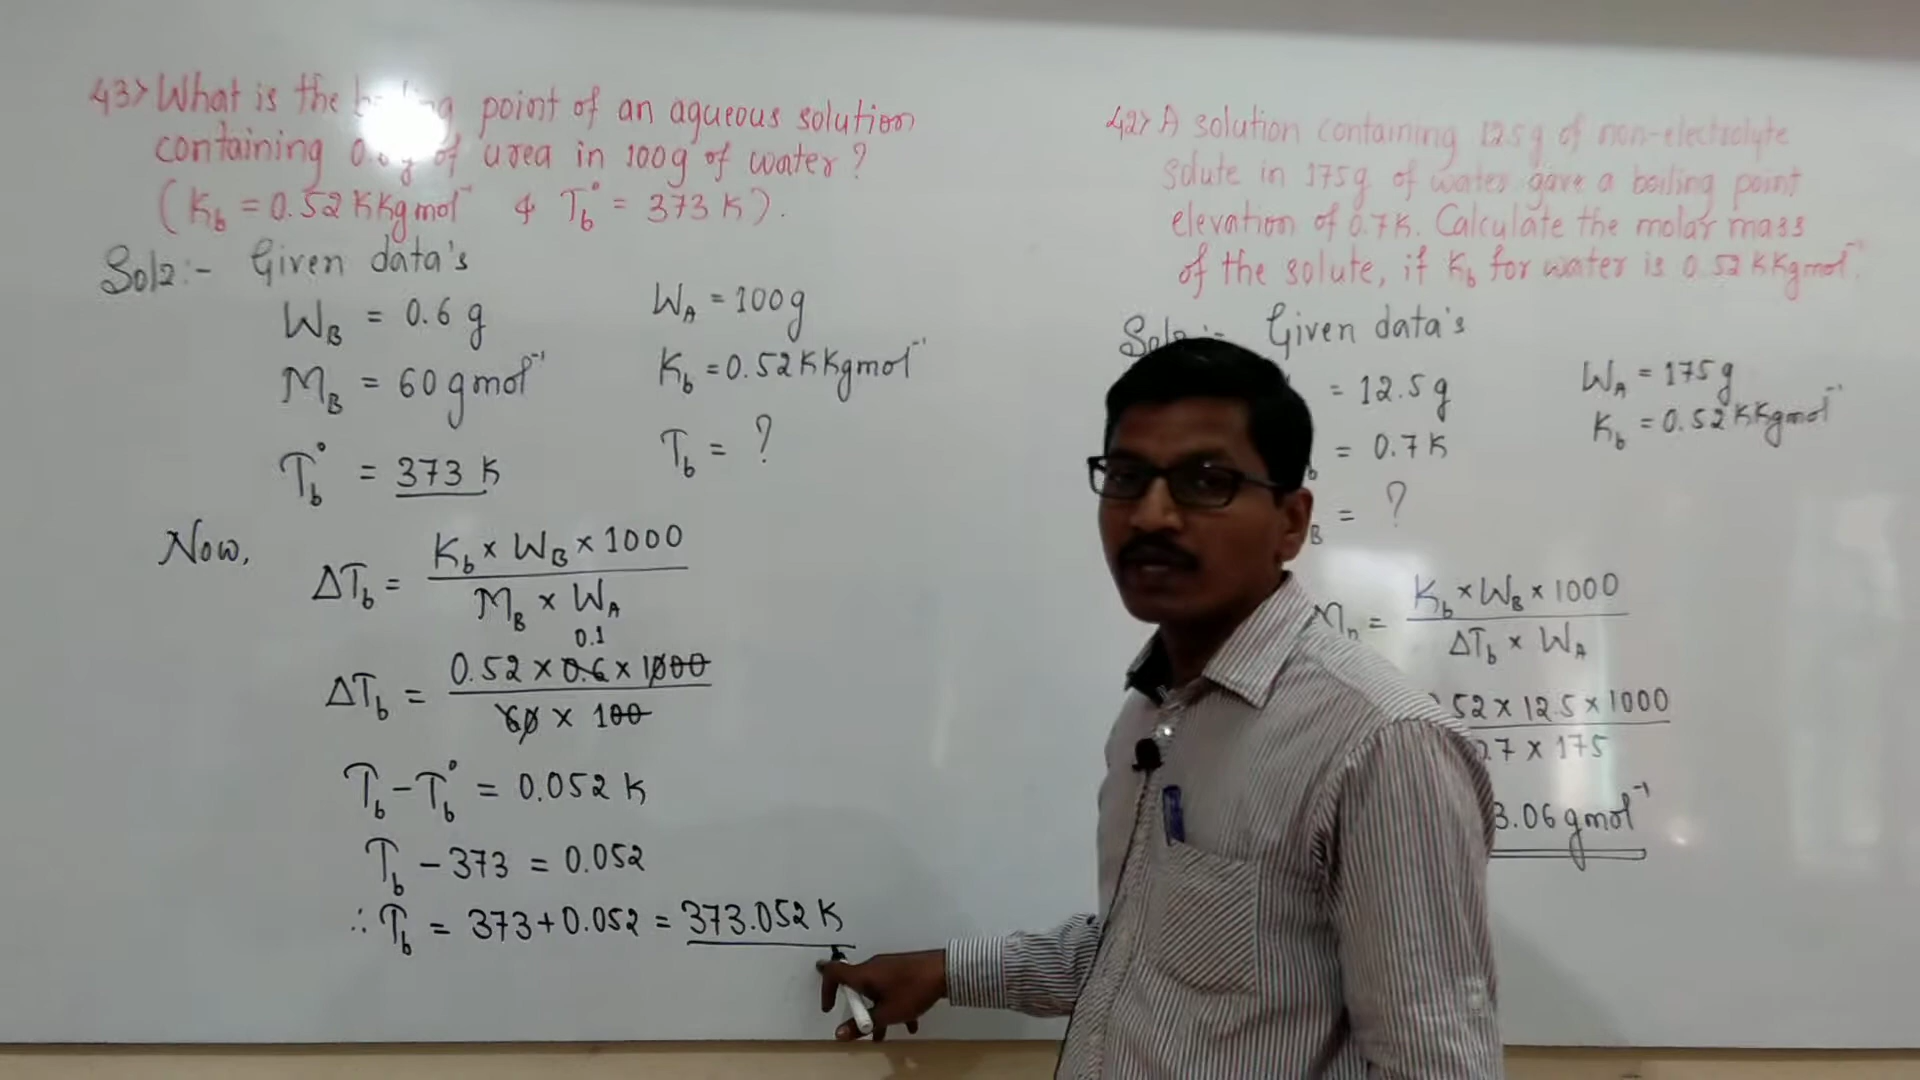 43> What is the point of an aqueous solution
containing of urea in 100g of water?
(Kb = 0.52 K Kg mol⁻¹ & Tb° = 373 K).
Sol2:- Given data's
WB = 0.6 g
WA = 100 g
MB = 60 g mol⁻¹
Kb = 0.52 K Kg mol⁻¹
Tb° = 373 K
Tb = ?
Now,
ΔTb = Kb × WB × 1000 / MB × WA
0.1
ΔTb = 0.52 × 0.6 × 1000 / 60 × 100
Tb - Tb° = 0.052 K
Tb - 373 = 0.052
∴ Tb = 373 + 0.052 = 373.052 K
42> A solution containing 12.5g of non-electrolyte
solute in 175g of water gave a boiling point
elevation of 0.7K. Calculate the molar mass
of the solute, if Kb for water is 0.52 K Kg mol⁻¹.
Given data's
= 12.5 g
WA = 175 g
= 0.7 K
Kb = 0.52 K Kg mol⁻¹
B = ?
= Kb × WB × 1000 / ΔTb × WA
52 × 12.5 × 1000 / 0.7 × 175
3.06 g mol⁻¹